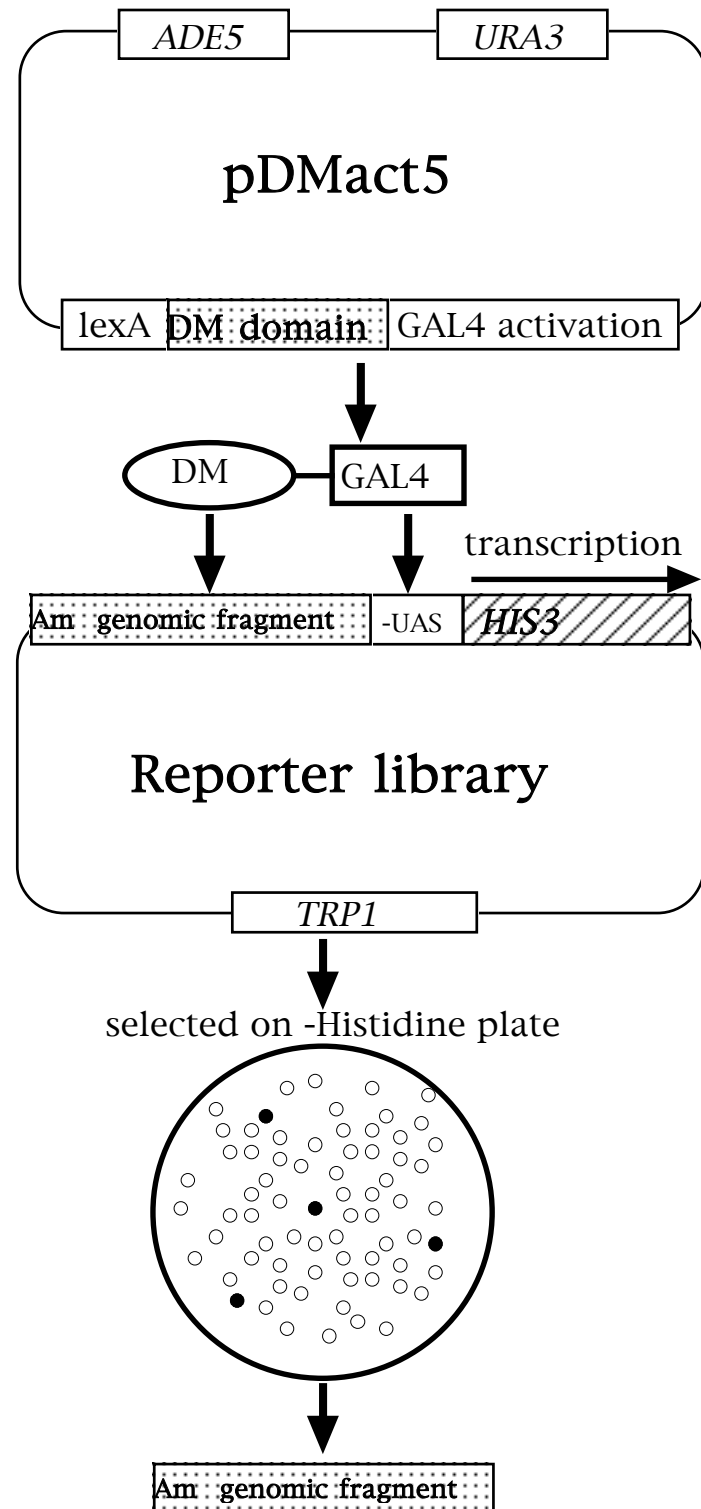 ADE5 URA3
pDMact5
lexA DM domain GAL4 activation
DM GAL4
transcription
Am genomic fragment -UAS HIS3
Reporter library
TRP1
selected on -Histidine plate
Am genomic fragment